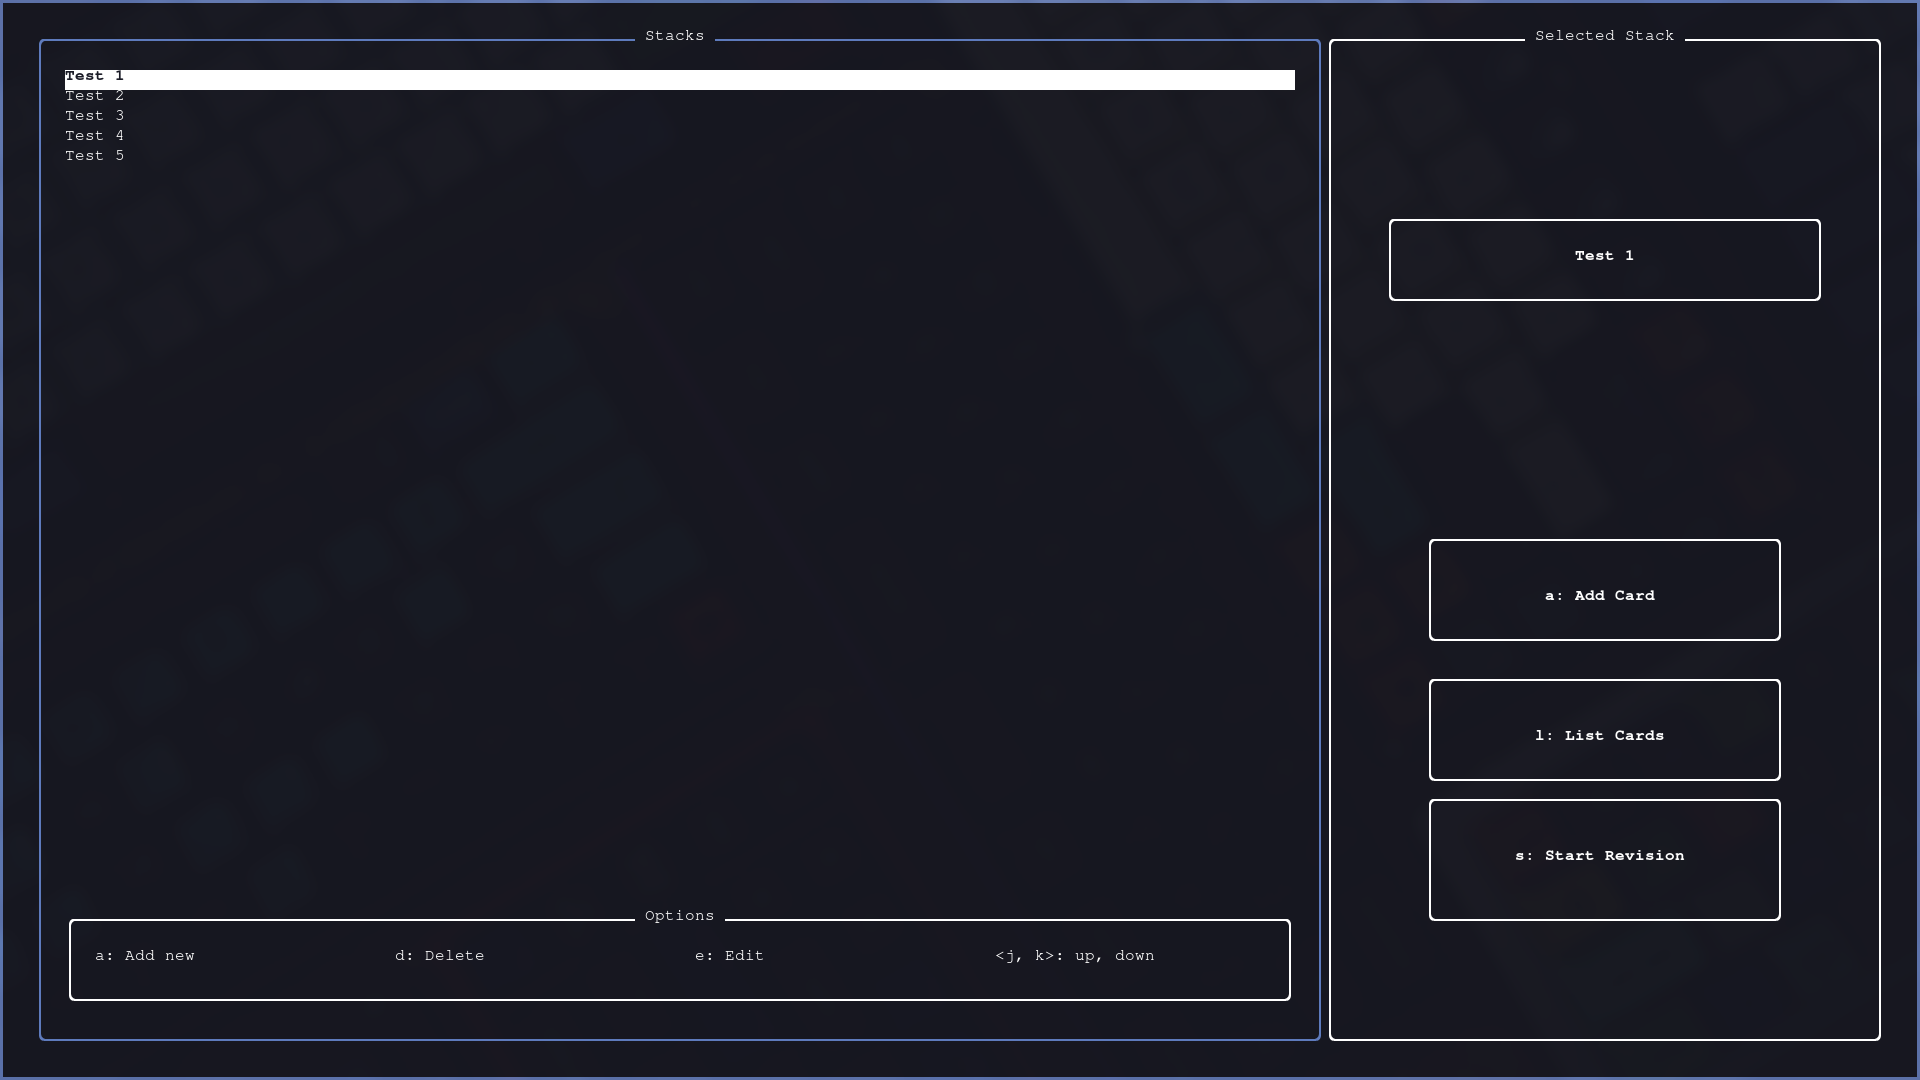 Stacks
Test 1
Test 2
Test 3
Test 4
Test 5
Options
a: Add new d: Delete e: Edit <j, k>: up, down
Selected Stack
Test 1
a: Add Card
l: List Cards
s: Start Revision